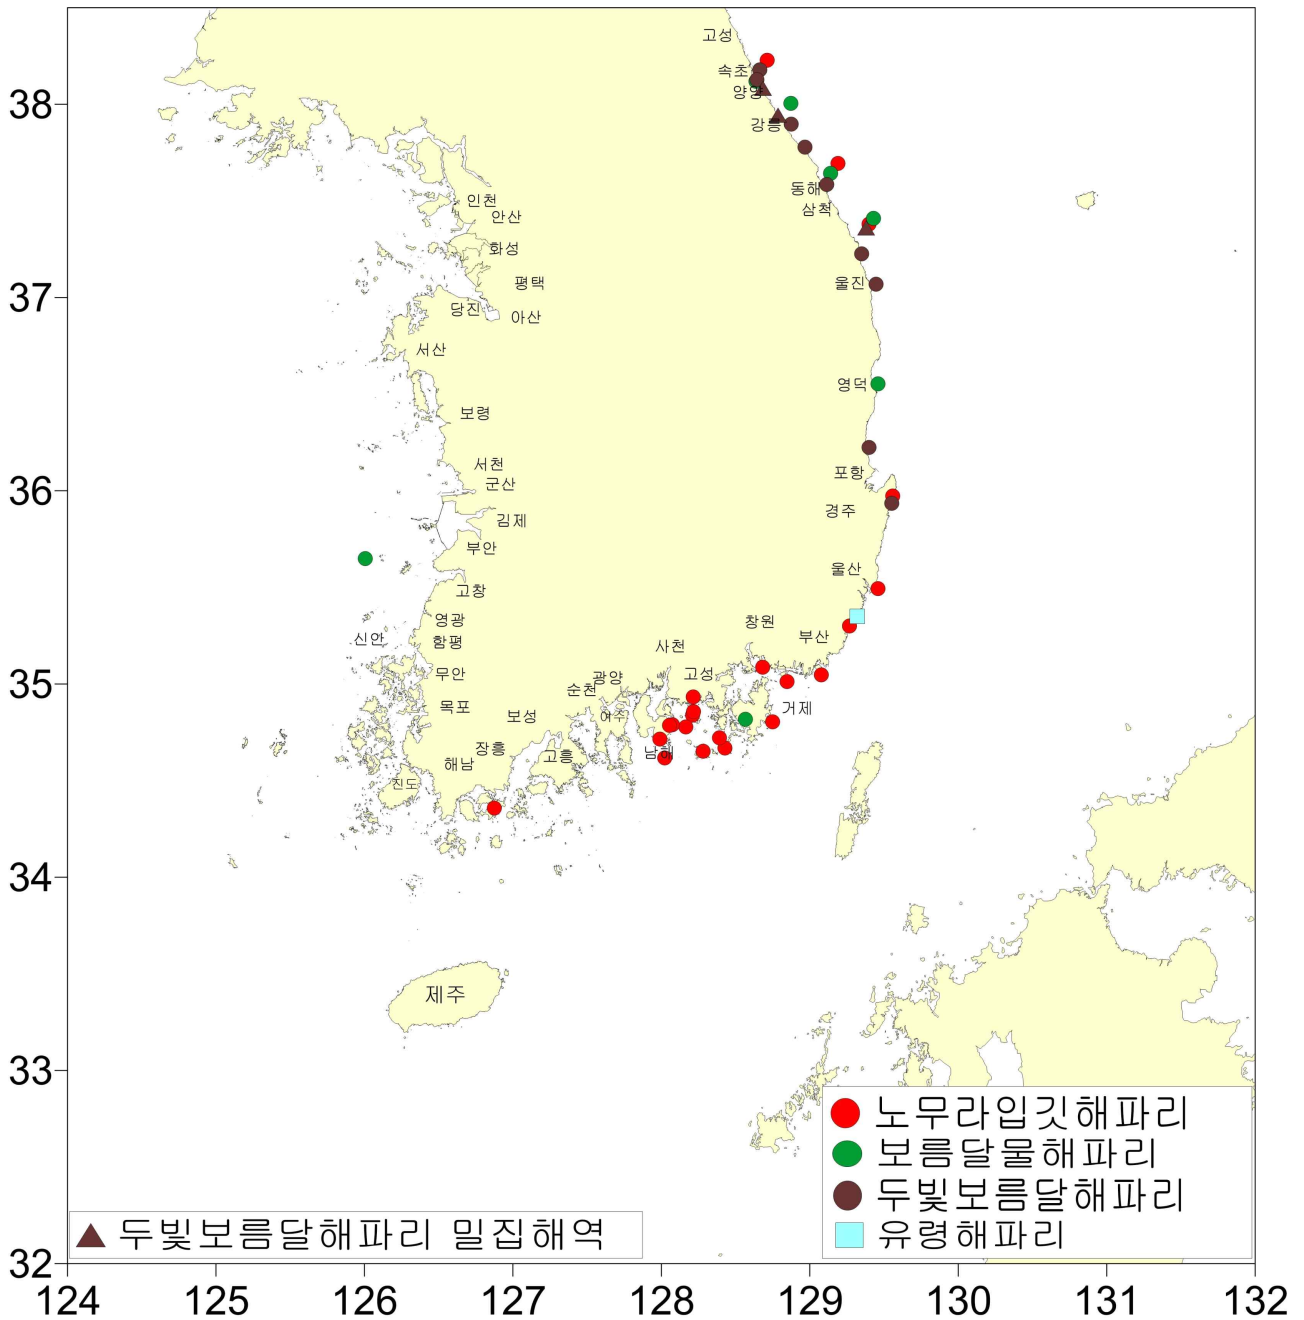 고성
속초
38
양양
강릉
동해
삼척
인천
안산
화성
평택
울진
37
당진
아산
서산
영덕
보령
서천
포항
36
군산
경주
김제
부안
울산
고창
영광
창원
신안
함평
부산
사천
35
무안
광양
고성
순천
목포
보성
여수
거제
장흥
남해
고흥
해남
진도
34
제주
33
노무라입깃해파리
보름달물해파리
두빛보름달해파리
유령해파리
두빛보름달해파리 밀집해역
32
124 125 126 127 128 129 130 131 132